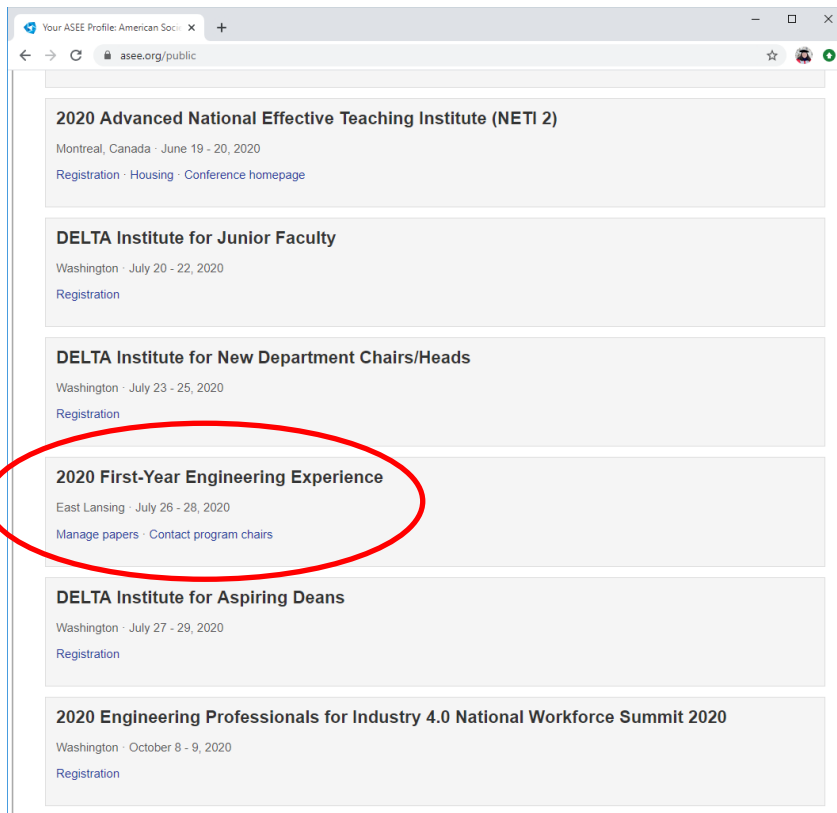 Your ASEE Profile: American Soci
asee.org/public
2020 Advanced National Effective Teaching Institute (NETI 2)
Montreal, Canada · June 19 - 20, 2020
Registration · Housing · Conference homepage
DELTA Institute for Junior Faculty
Washington · July 20 - 22, 2020
Registration
DELTA Institute for New Department Chairs/Heads
Washington · July 23 - 25, 2020
Registration
2020 First-Year Engineering Experience
East Lansing · July 26 - 28, 2020
Manage papers · Contact program chairs
DELTA Institute for Aspiring Deans
Washington · July 27 - 29, 2020
Registration
2020 Engineering Professionals for Industry 4.0 National Workforce Summit 2020
Washington · October 8 - 9, 2020
Registration